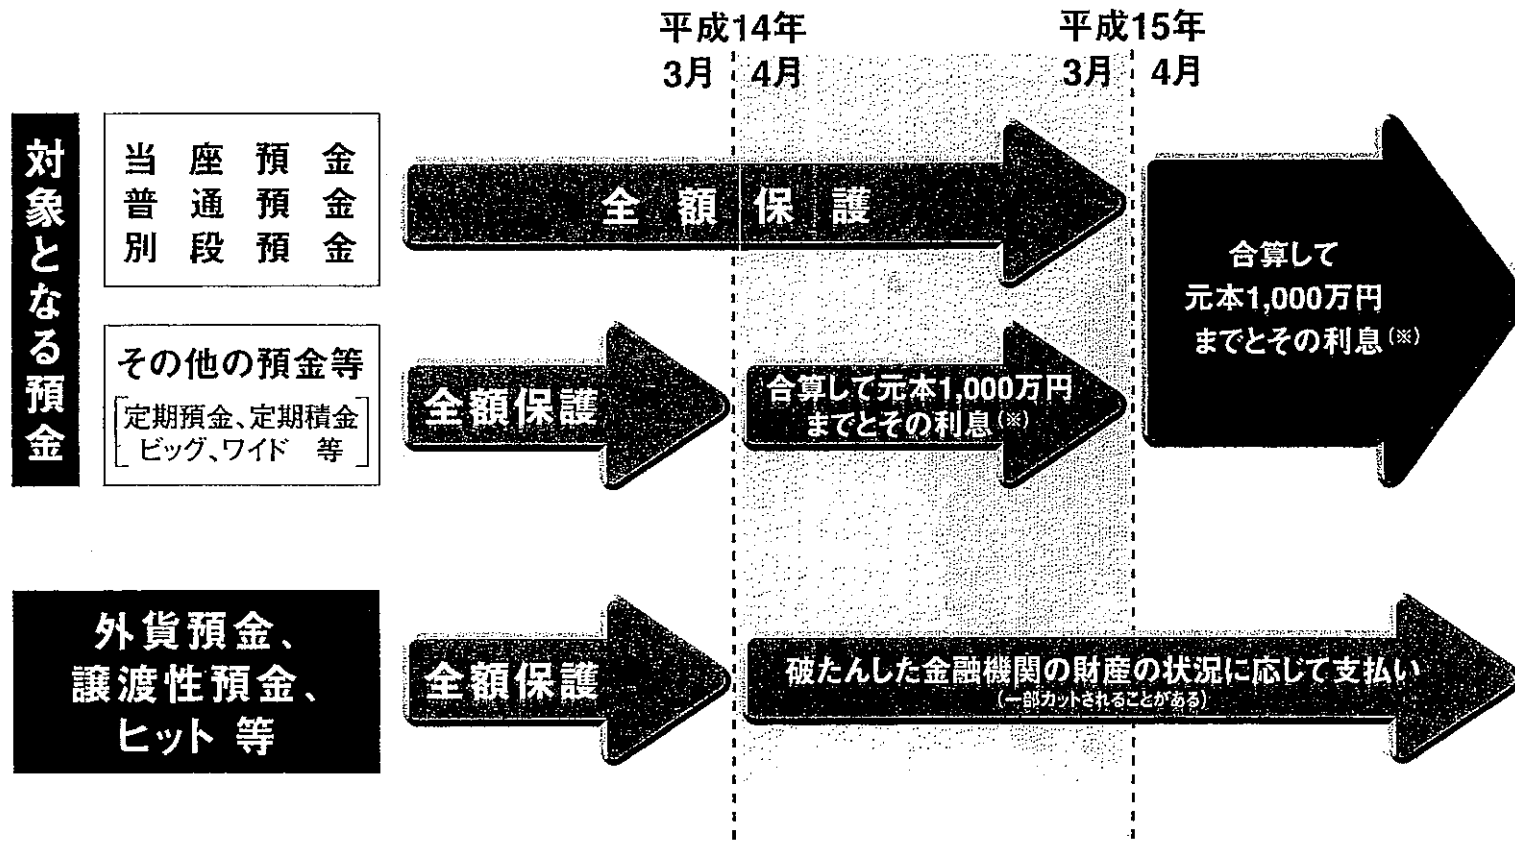 平成14年
3月 4月
平成15年
3月 4月
対象となる預金
当座預金
普通預金
別段預金
全額保護
合算して
元本1,000万円
までとその利息(※)
その他の預金等
定期預金、定期積金
ビッグ、ワイド 等
全額保護
合算して元本1,000万円
までとその利息(※)
外貨預金、
譲渡性預金、
ヒット 等
全額保護
破たんした金融機関の財産の状況に応じて支払い
(一部カットされることがある)